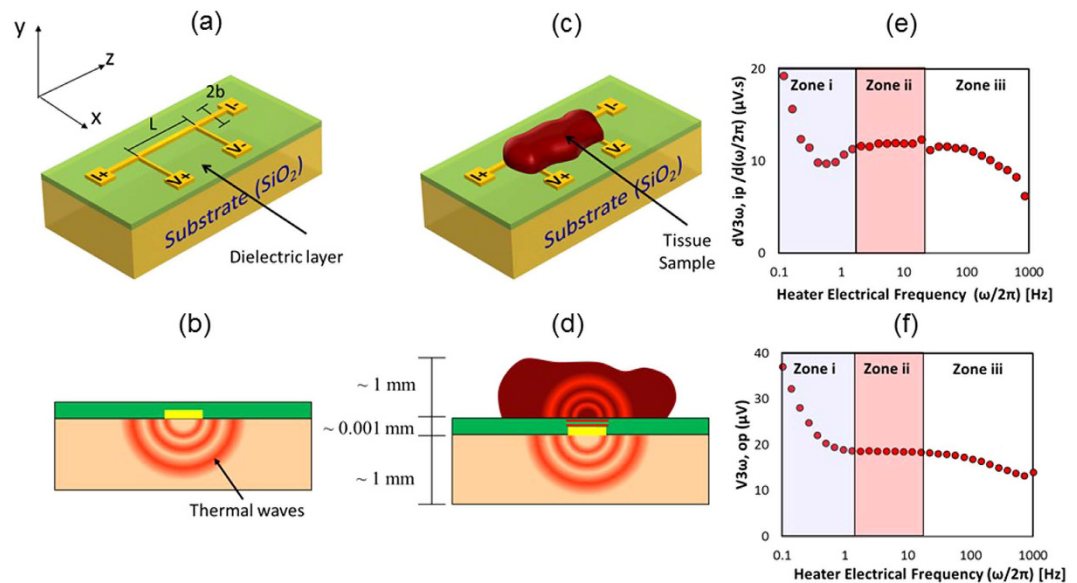 (a)
y
z
x
2b
L
I-
V-
I+
V+
Substrate (SiO₂)
Dielectric layer
(c)
I-
V-
I+
V+
Substrate (SiO₂)
Tissue
Sample
(e)
dV3ω, ip /d(ω/2π) (µV.s)
20
10
0
Zone i
Zone ii
Zone iii
0.1
1
10
100
1000
Heater Electrical Frequency (ω/2π) [Hz]
(b)
Thermal waves
(d)
~ 1 mm
~ 0.001 mm
~ 1 mm
(f)
V3ω, op (µV)
40
30
20
10
0
Zone i
Zone ii
Zone iii
0.1
1
10
100
1000
Heater Electrical Frequency (ω/2π) [Hz]